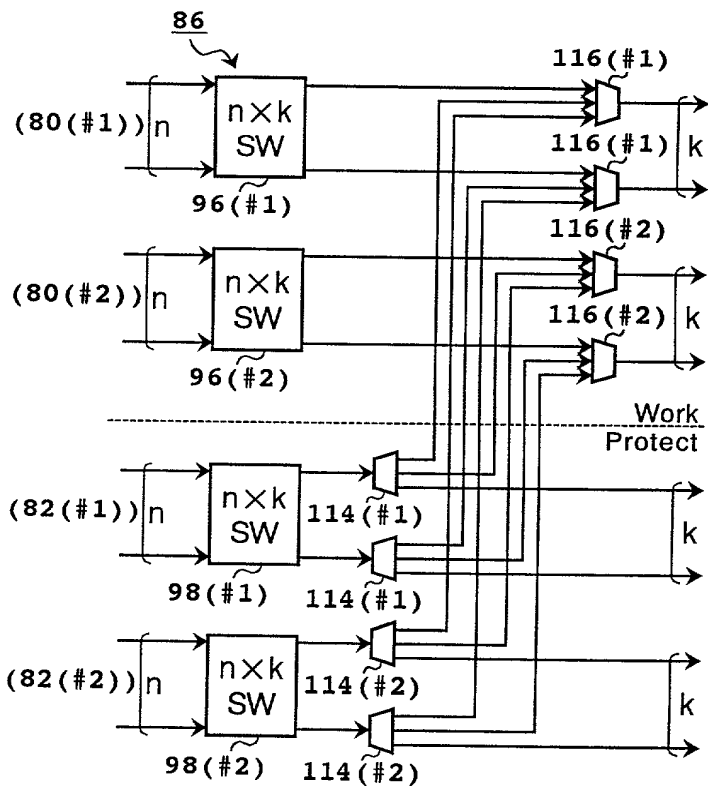 86
116(#1)
(80(#1))
n
n×k
SW
k
116(#1)
96(#1)
116(#2)
(80(#2))
n
n×k
SW
k
116(#2)
96(#2)
Work
Protect
(82(#1))
n
n×k
SW
114(#1)
k
98(#1)
114(#1)
(82(#2))
n
n×k
SW
114(#2)
k
98(#2)
114(#2)